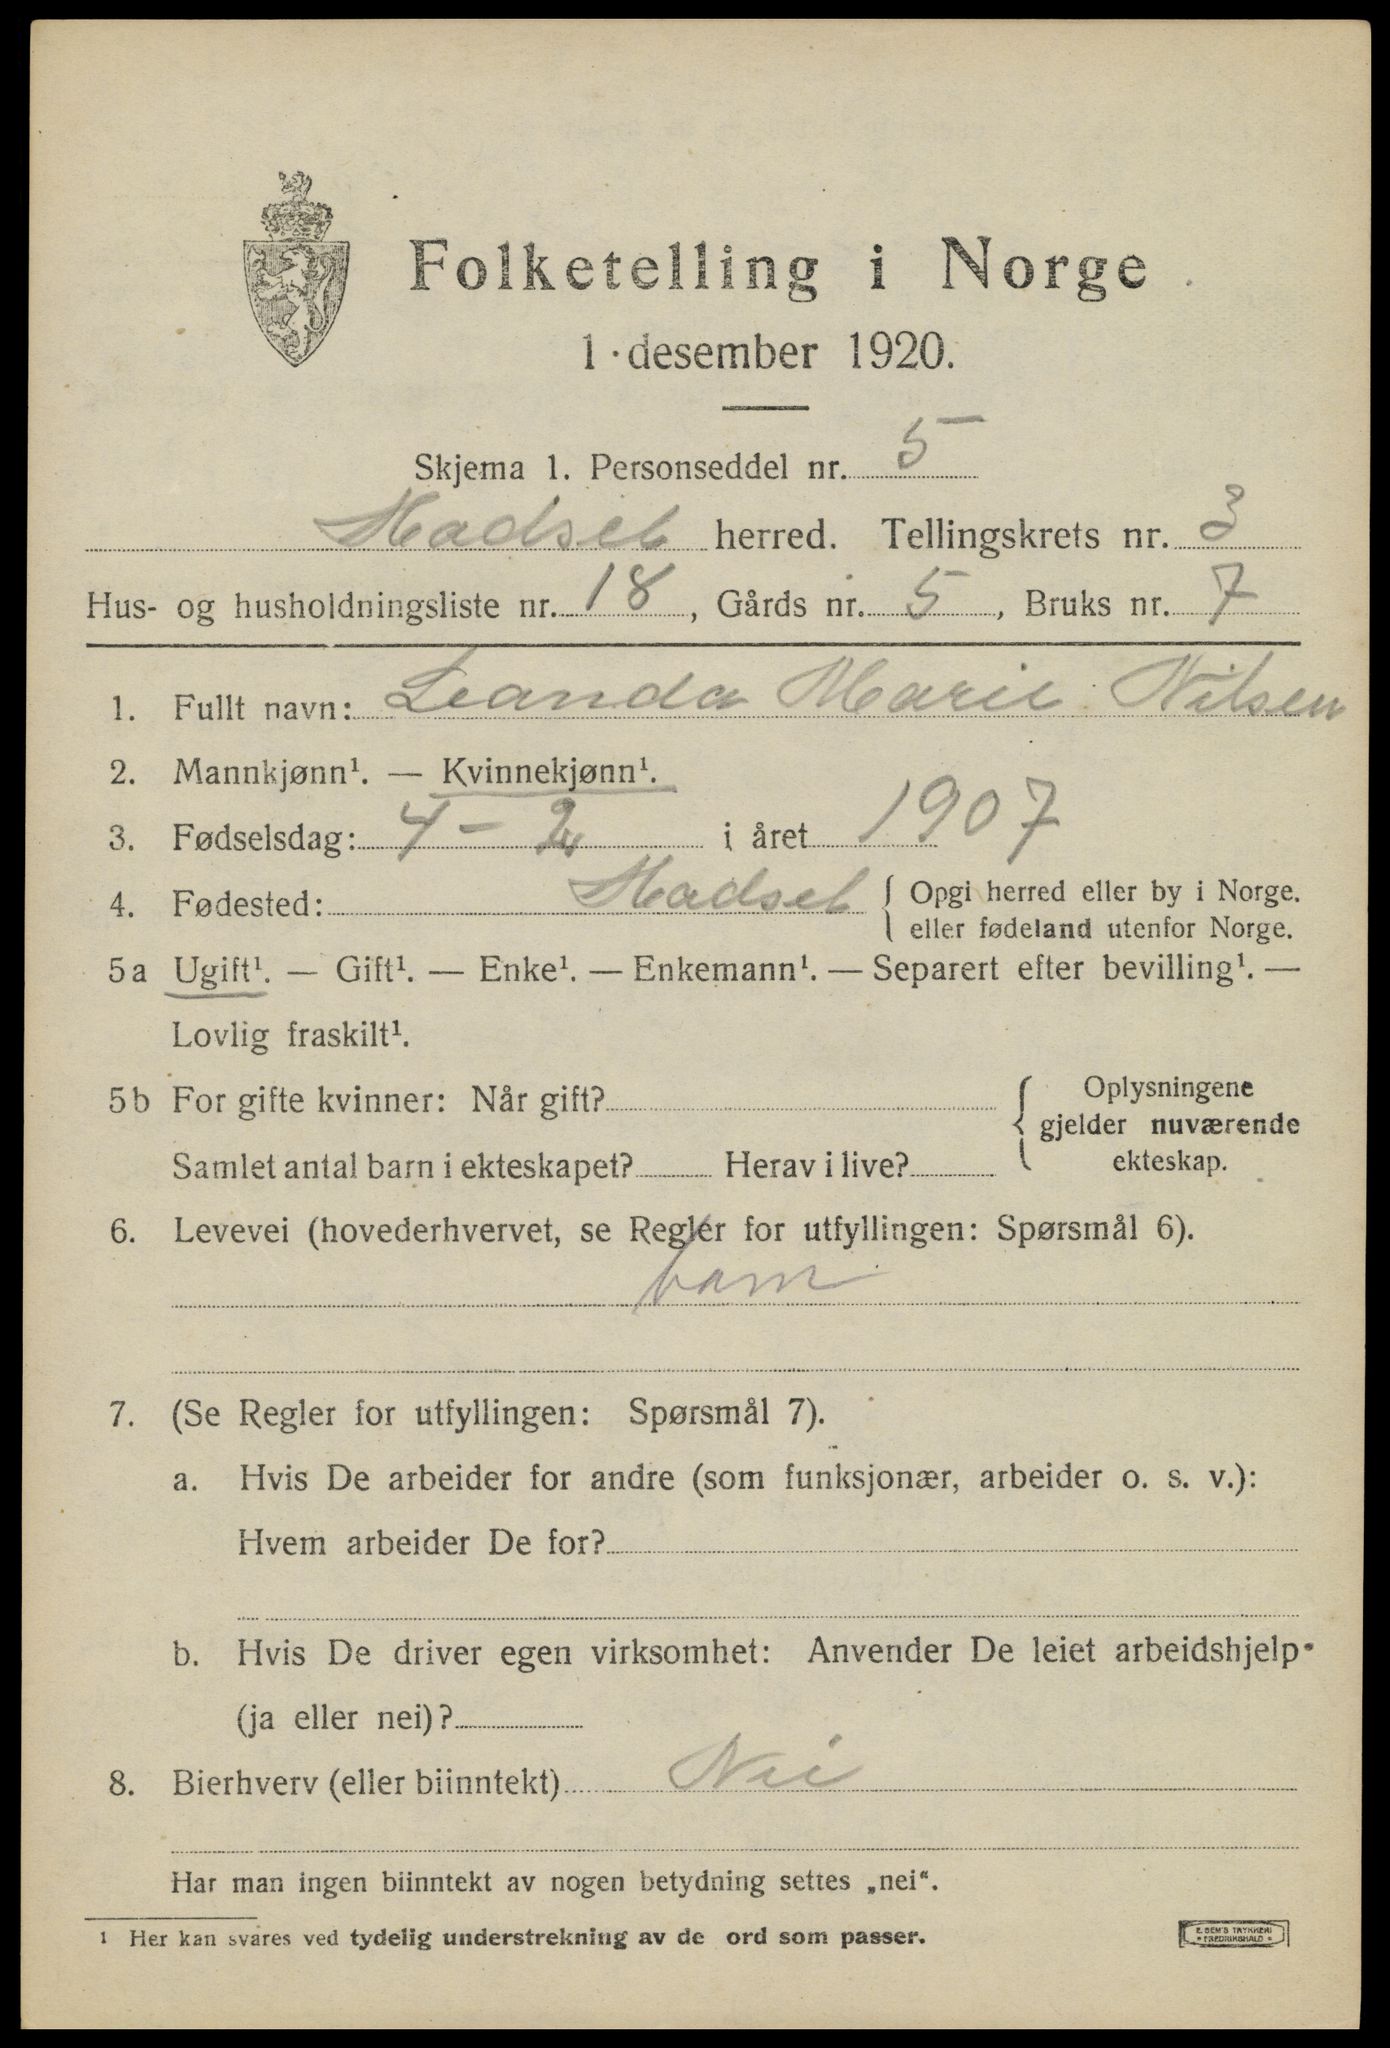 Folketelling i Norge
1. desember 1920.
Skjema 1. Personseddel nr. 5
Hadsel herred. Tellingskrets nr. 3
Hus- og husholdningsliste nr. 18, Gårds nr. 5, Bruks nr. 7
1. Fullt navn: Leanda Marie Nilsen
2. Mannkjønn¹. — Kvinnekjønn¹.
3. Fødselsdag: 4 - 2 i året 1907
4. Fødested: Hadsel { Opgi herred eller by i Norge.
eller fødeland utenfor Norge.
5a Ugift¹. — Gift¹. — Enke¹. — Enkemann¹. — Separert efter bevilling¹. —
Lovlig fraskilt¹.
5b For gifte kvinner: Når gift? { Oplysningene
gjelder nuværende
Samlet antal barn i ekteskapet? Herav i live? ekteskap.
6. Levevei (hovederhvervet, se Regler for utfyllingen: Spørsmål 6).
barn
7. (Se Regler for utfyllingen: Spørsmål 7).
a. Hvis De arbeider for andre (som funksjonær, arbeider o. s. v.):
Hvem arbeider De for?
b. Hvis De driver egen virksomhet: Anvender De leiet arbeidshjelp
(ja eller nei)?
8. Bierhverv (eller biinntekt) Nei
Har man ingen biinntekt av nogen betydning settes „nei“.
¹ Her kan svares ved tydelig understrekning av de ord som passer.
E. SEM'S TRYKKERI
FREDRIKSHALD